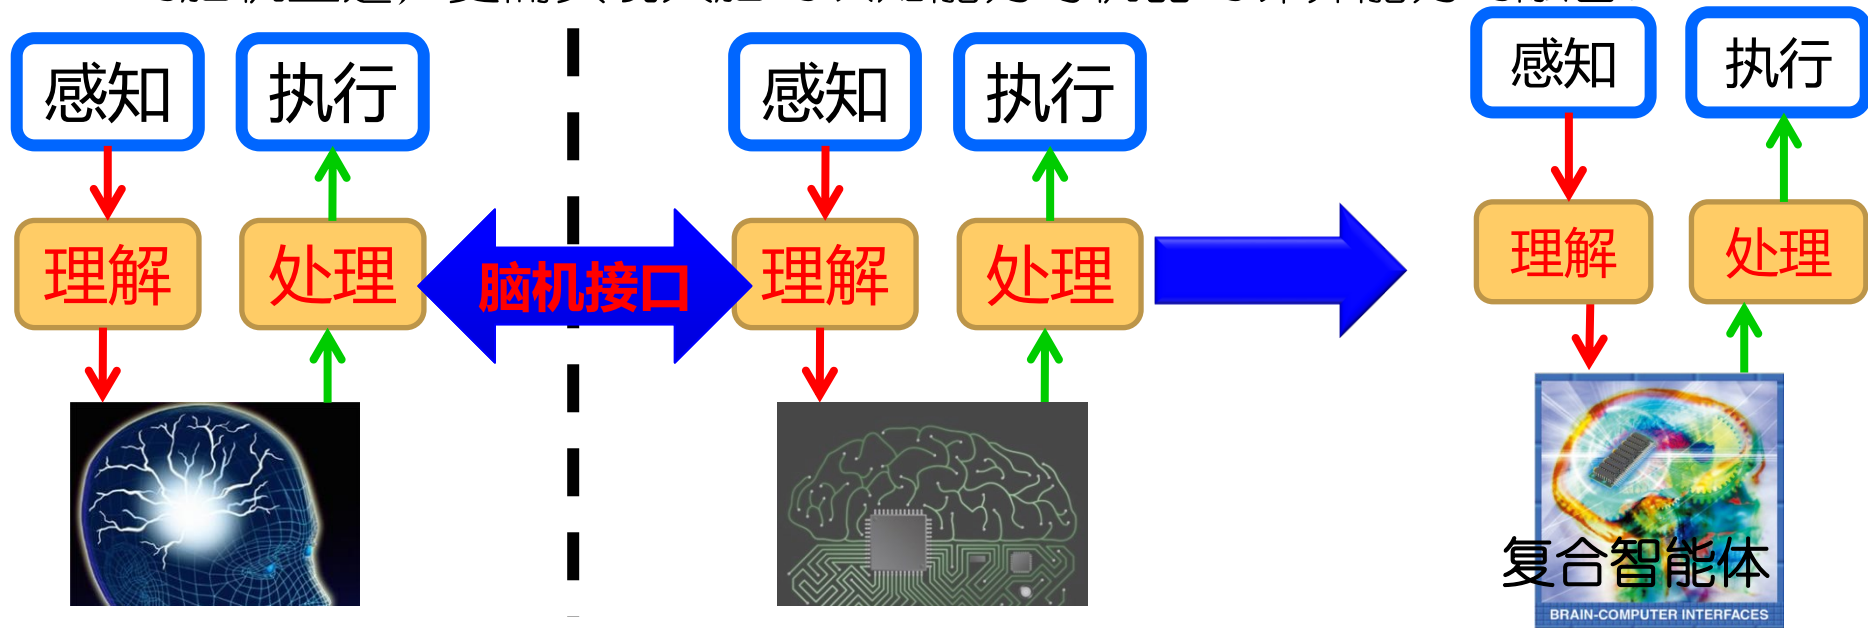 感知 执行 感知 执行 感知 执行
理解 处理 脑机接口 理解 处理 理解 处理
复合智能体
BRAIN-COMPUTER INTERFACES